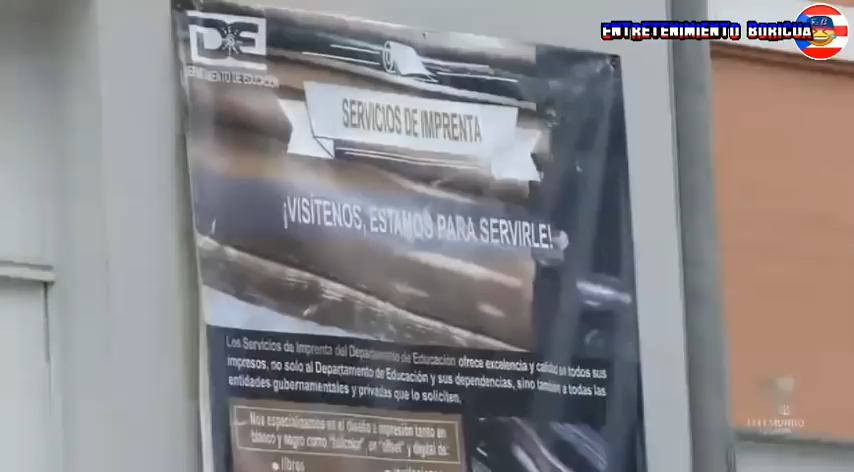 ENTRETENIMIENTO BORICUA
DE
DEPARTAMENTO DE EDUCACIÓN
SERVICIOS DE IMPRENTA
¡VISÍTENOS, ESTAMOS PARA SERVIRLE!
Los Servicios de Imprenta del Departamento de Educación ofrece excelencia y calidad en todos sus
impresos, no solo al Departamento de Educación y sus dependencias, sino también a todas las
entidades gubernamentales y privadas que lo soliciten.
Nos especializamos en el diseño e impresión tanto en
blanco y negro como "fullcolor", en "offset" y digital de:
• libros
TELEMUNDO